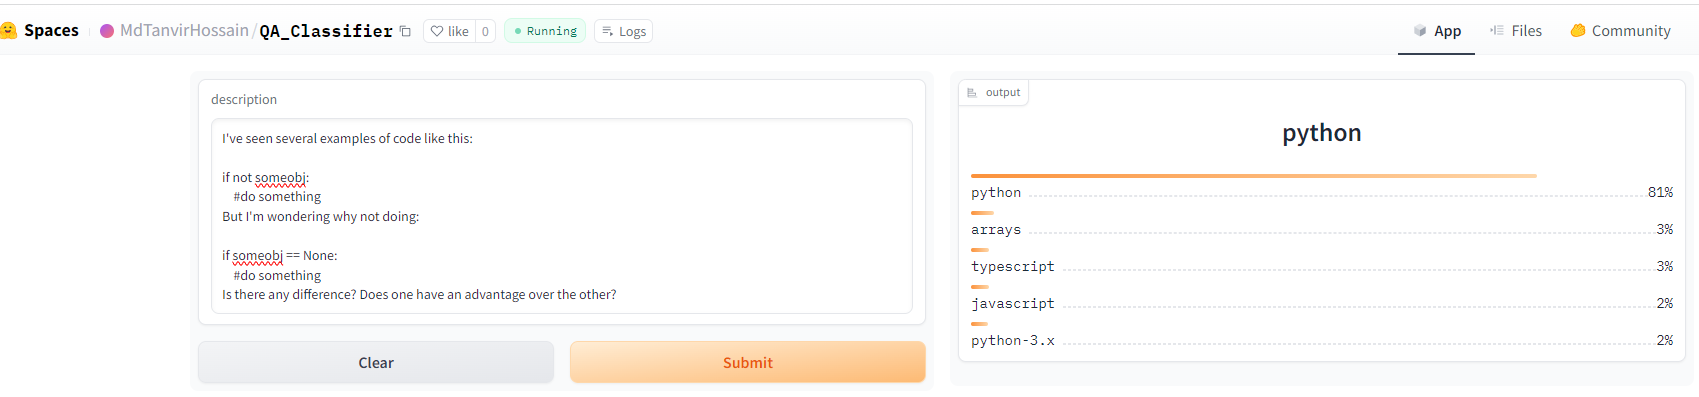 Spaces MdTanvirHossain/QA_Classifier like 0 Running Logs App Files Community
description
I've seen several examples of code like this:
if not someobj:
#do something
But I'm wondering why not doing:
if someobj == None:
#do something
Is there any difference? Does one have an advantage over the other?
Clear Submit
output
python
python 81%
arrays 3%
typescript 3%
javascript 2%
python-3.x 2%